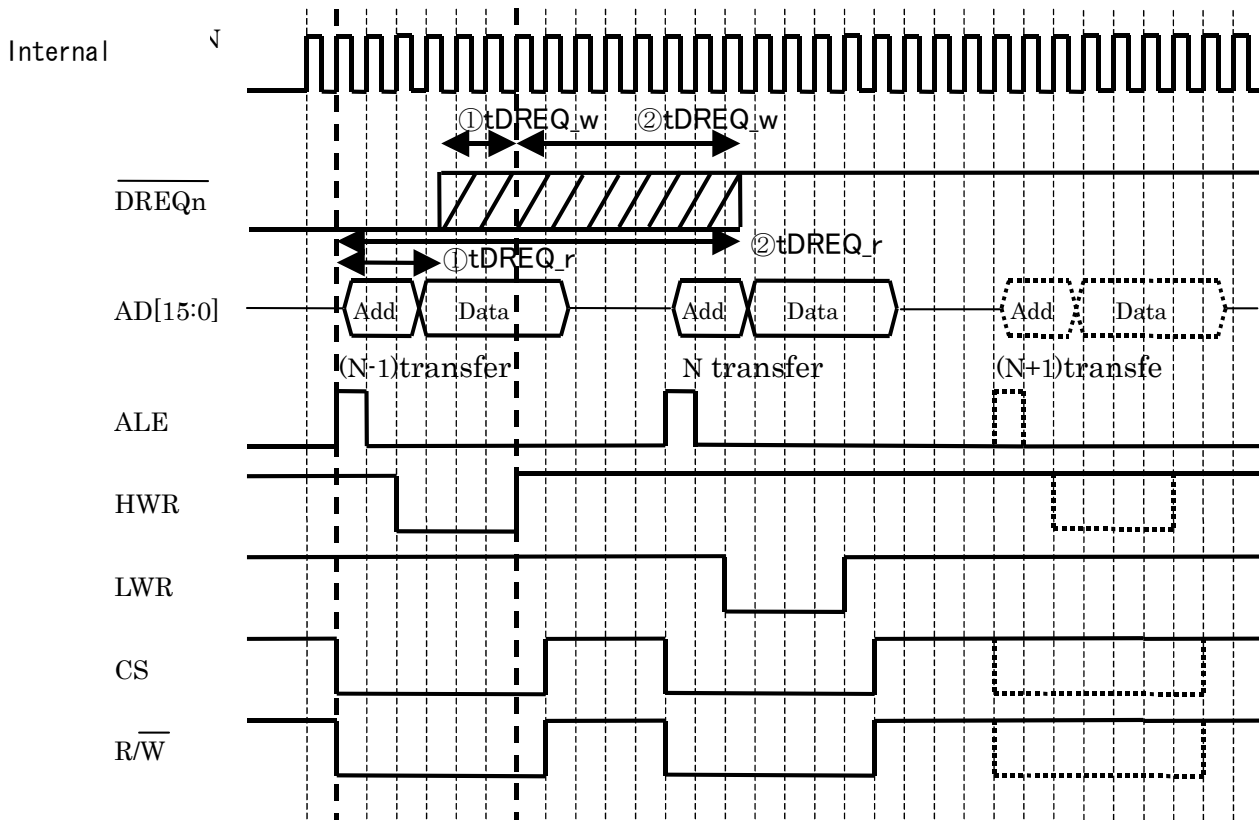 Internal
①tDREQ_w ②tDREQ_w
DREQn
②tDREQ_r
①tDREQ_r
AD[15:0] Add Data Add Data Add Data
(N-1)transfer N transfer (N+1)transfe
ALE
HWR
LWR
CS
R/W